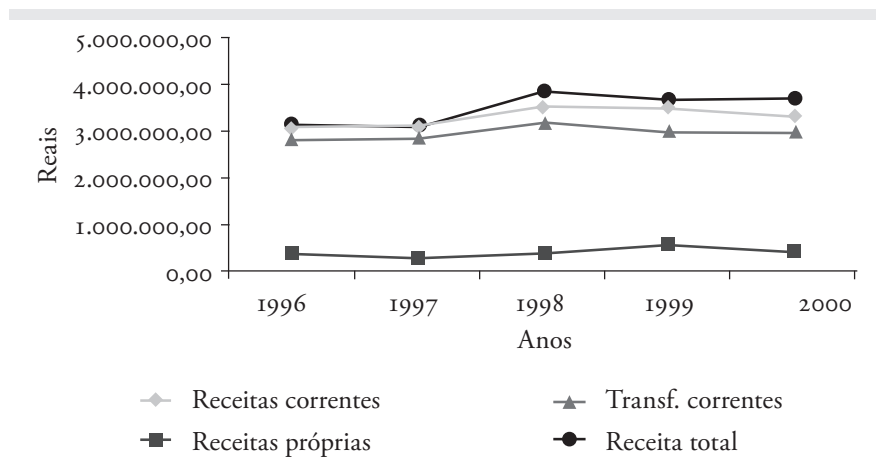 5.000.000,00
4.000.000,00
3.000.000,00
2.000.000,00
1.000.000,00
0,00
Reais
1996 1997 1998 1999 2000
Anos
Receitas correntes Transf. correntes
Receitas próprias Receita total